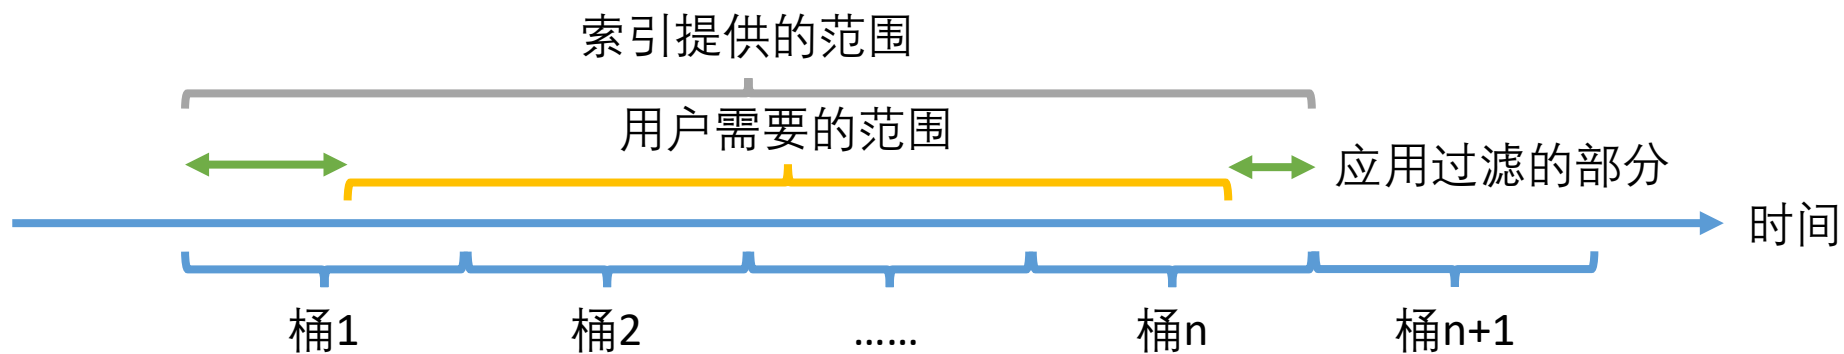 索引提供的范围
用户需要的范围
应用过滤的部分
时间
桶1
桶2
……
桶n
桶n+1